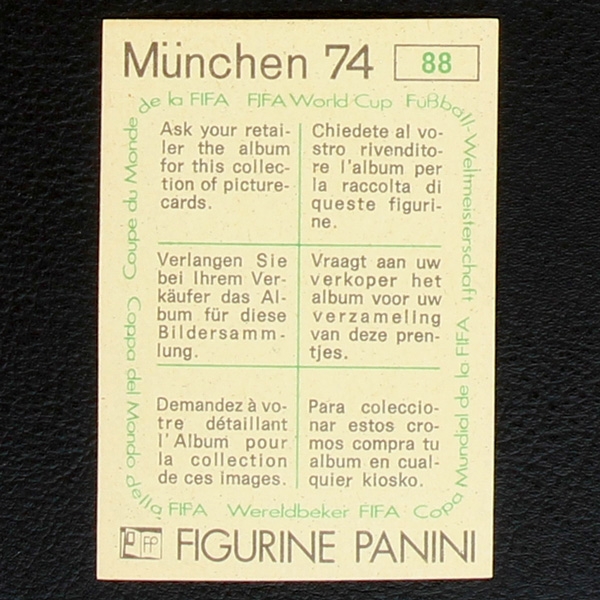 München 74
88
de la FIFA FIFA World Cup Fußball-Weltmeisterschaft
Ask your retai-
ler the album
for this collec-
tion of picture-
cards.
Chiedete al vo-
stro rivendito-
re l'album per
la raccolta di
queste figuri-
ne.
Verlangen Sie
bei Ihrem Ver-
käufer das Al-
bum für diese
Bildersamm-
lung.
Vraagt aan uw
verkoper het
album voor uw
verzameling
van deze pren-
tjes.
Demandez à vo-
tre détaillant
l'Album pour
la collection
de ces images.
Para coleccio-
nar estos cro-
mos compra tu
album en cual-
quier kiosko.
Copa Mundial de la FIFA
Wereldbeker FIFA
Coppa del Mondo della FIFA
Coupe du Monde
FP
FIGURINE PANINI